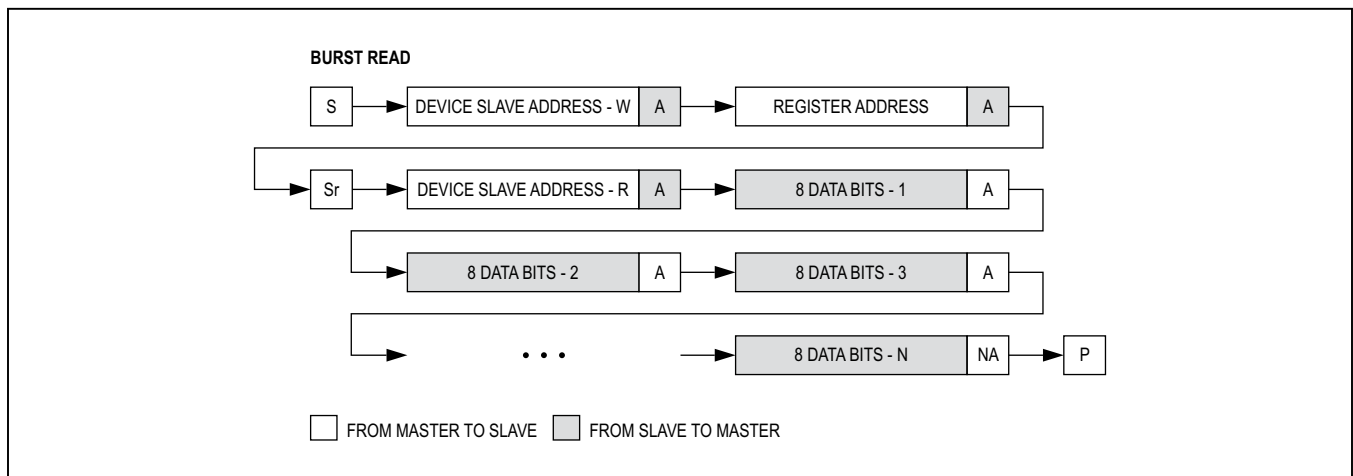 BURST READ
S DEVICE SLAVE ADDRESS - W A REGISTER ADDRESS A
Sr DEVICE SLAVE ADDRESS - R A 8 DATA BITS - 1 A
8 DATA BITS - 2 A 8 DATA BITS - 3 A
• • • 8 DATA BITS - N NA P
FROM MASTER TO SLAVE FROM SLAVE TO MASTER